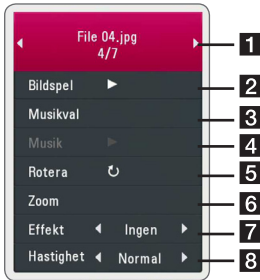 File 04.jpg
4/7
1
Bildspel
2
Musikval
3
Musik
4
Rotera
5
Zoom
6
Effekt Ingen
7
Hastighet Normal
8